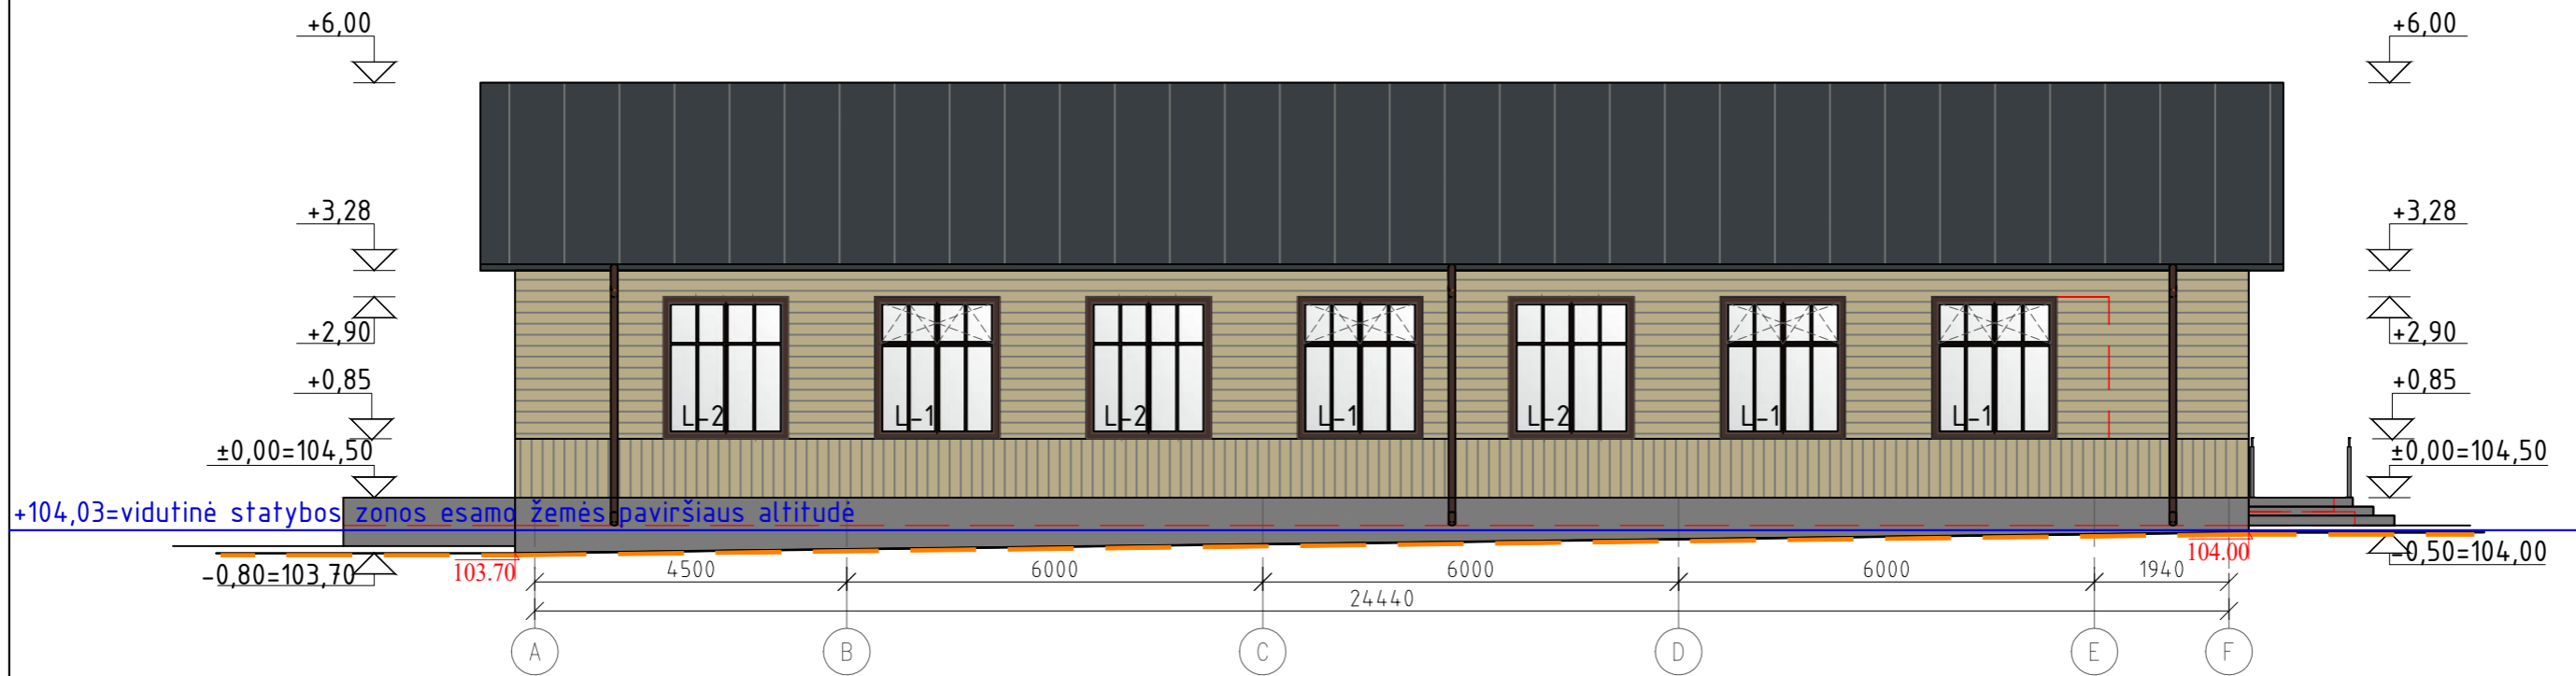 +6,00 +6,00
+3,28 +3,28
+2,90 +2,90
+0,85 +0,85
L-2 L-1 L-2 L-1 L-2 L-1 L-1
±0,00=104,50 ±0,00=104,50
+104,03=vidutinė statybos zonos esamo žemės paviršiaus altitudė
-0,80=103,70 103.70 104.00 -0,50=104,00
4500 6000 6000 6000 1940
24440
A B C D E F